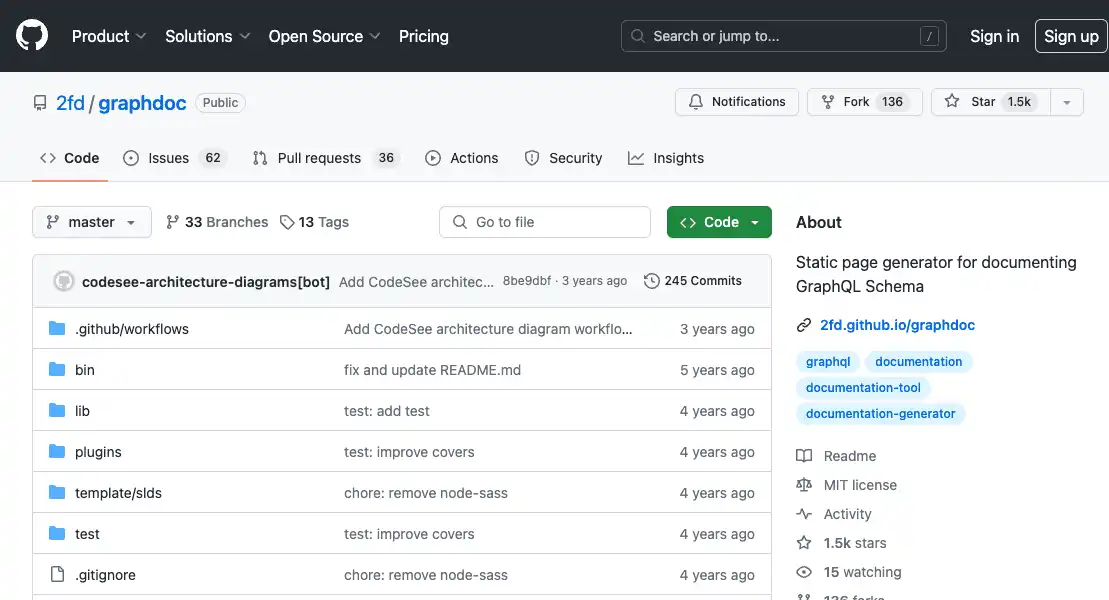 Product Solutions Open Source Pricing Search or jump to... / Sign in Sign up
2fd / graphdoc Public Notifications Fork 136 Star 1.5k
Code Issues 62 Pull requests 36 Actions Security Insights
master 33 Branches 13 Tags Go to file Code
codesee-architecture-diagrams[bot] Add CodeSee architec... 8be9dbf · 3 years ago 245 Commits
.github/workflows Add CodeSee architecture diagram workflo... 3 years ago
bin fix and update README.md 5 years ago
lib test: add test 4 years ago
plugins test: improve covers 4 years ago
template/slds chore: remove node-sass 4 years ago
test test: improve covers 4 years ago
.gitignore chore: remove node-sass 4 years ago
About
Static page generator for documenting
GraphQL Schema
2fd.github.io/graphdoc
graphql documentation
documentation-tool
documentation-generator
Readme
MIT license
Activity
1.5k stars
15 watching
136 forks